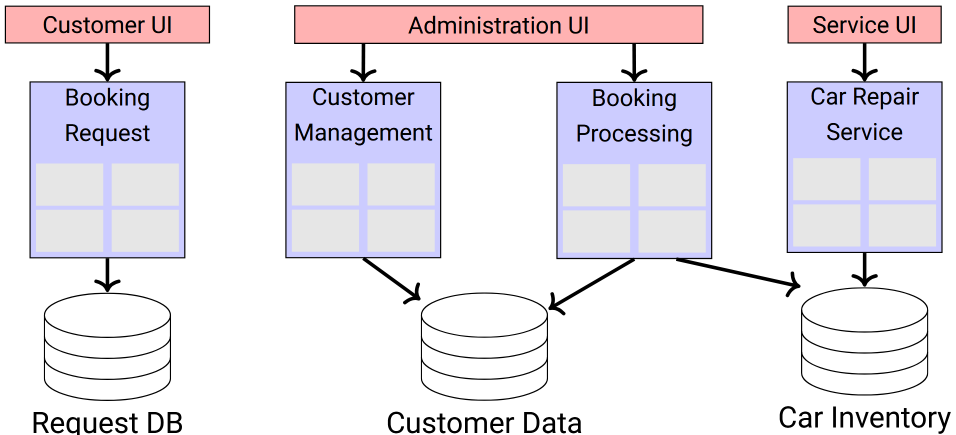 Customer UI
Administration UI
Service UI
Booking
Request
Customer
Management
Booking
Processing
Car Repair
Service
Request DB
Customer Data
Car Inventory